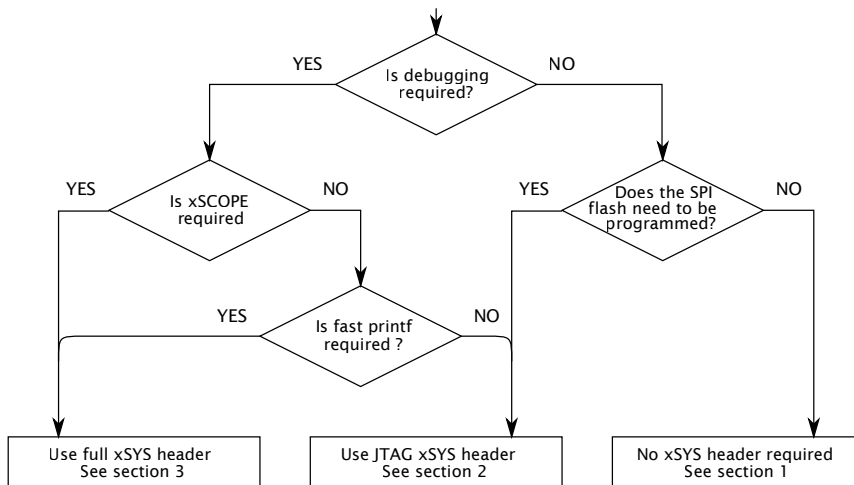 YES
NO
Is debugging
required?
YES
NO
YES
NO
Is xSCOPE
required
Does the SPI
flash need to be
programmed?
YES
NO
Is fast printf
required ?
Use full xSYS header
See section 3
Use JTAG xSYS header
See section 2
No xSYS header required
See section 1